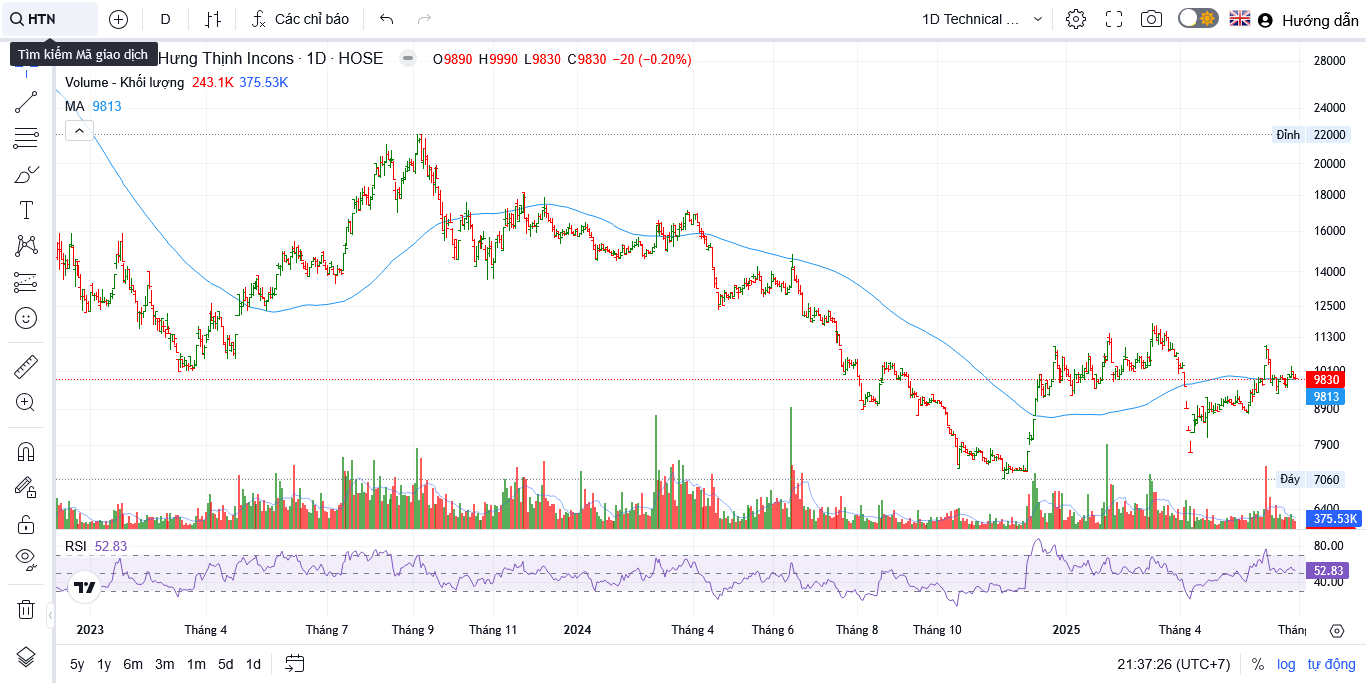 HTN D Các chỉ báo 1D Technical ... Hướng dẫn
Tìm kiếm Mã giao dịch
Hưng Thịnh Incons · 1D · HOSE O9890 H9990 L9830 C9830 −20 (−0.20%)
Volume - Khối lượng 243.1K 375.53K
MA 9813
28000
24000
Đỉnh 22000
20000
18000
16000
14000
12500
11300
9830
9813
8900
7900
Đáy 7060
375.53K
RSI 52.83
80.00
52.83
40.00
2023 Tháng 4 Tháng 7 Tháng 9 Tháng 11 2024 Tháng 4 Tháng 6 Tháng 8 Tháng 10 2025 Tháng 4
5y 1y 6m 3m 1m 5d 1d 21:37:26 (UTC+7) % log tự động